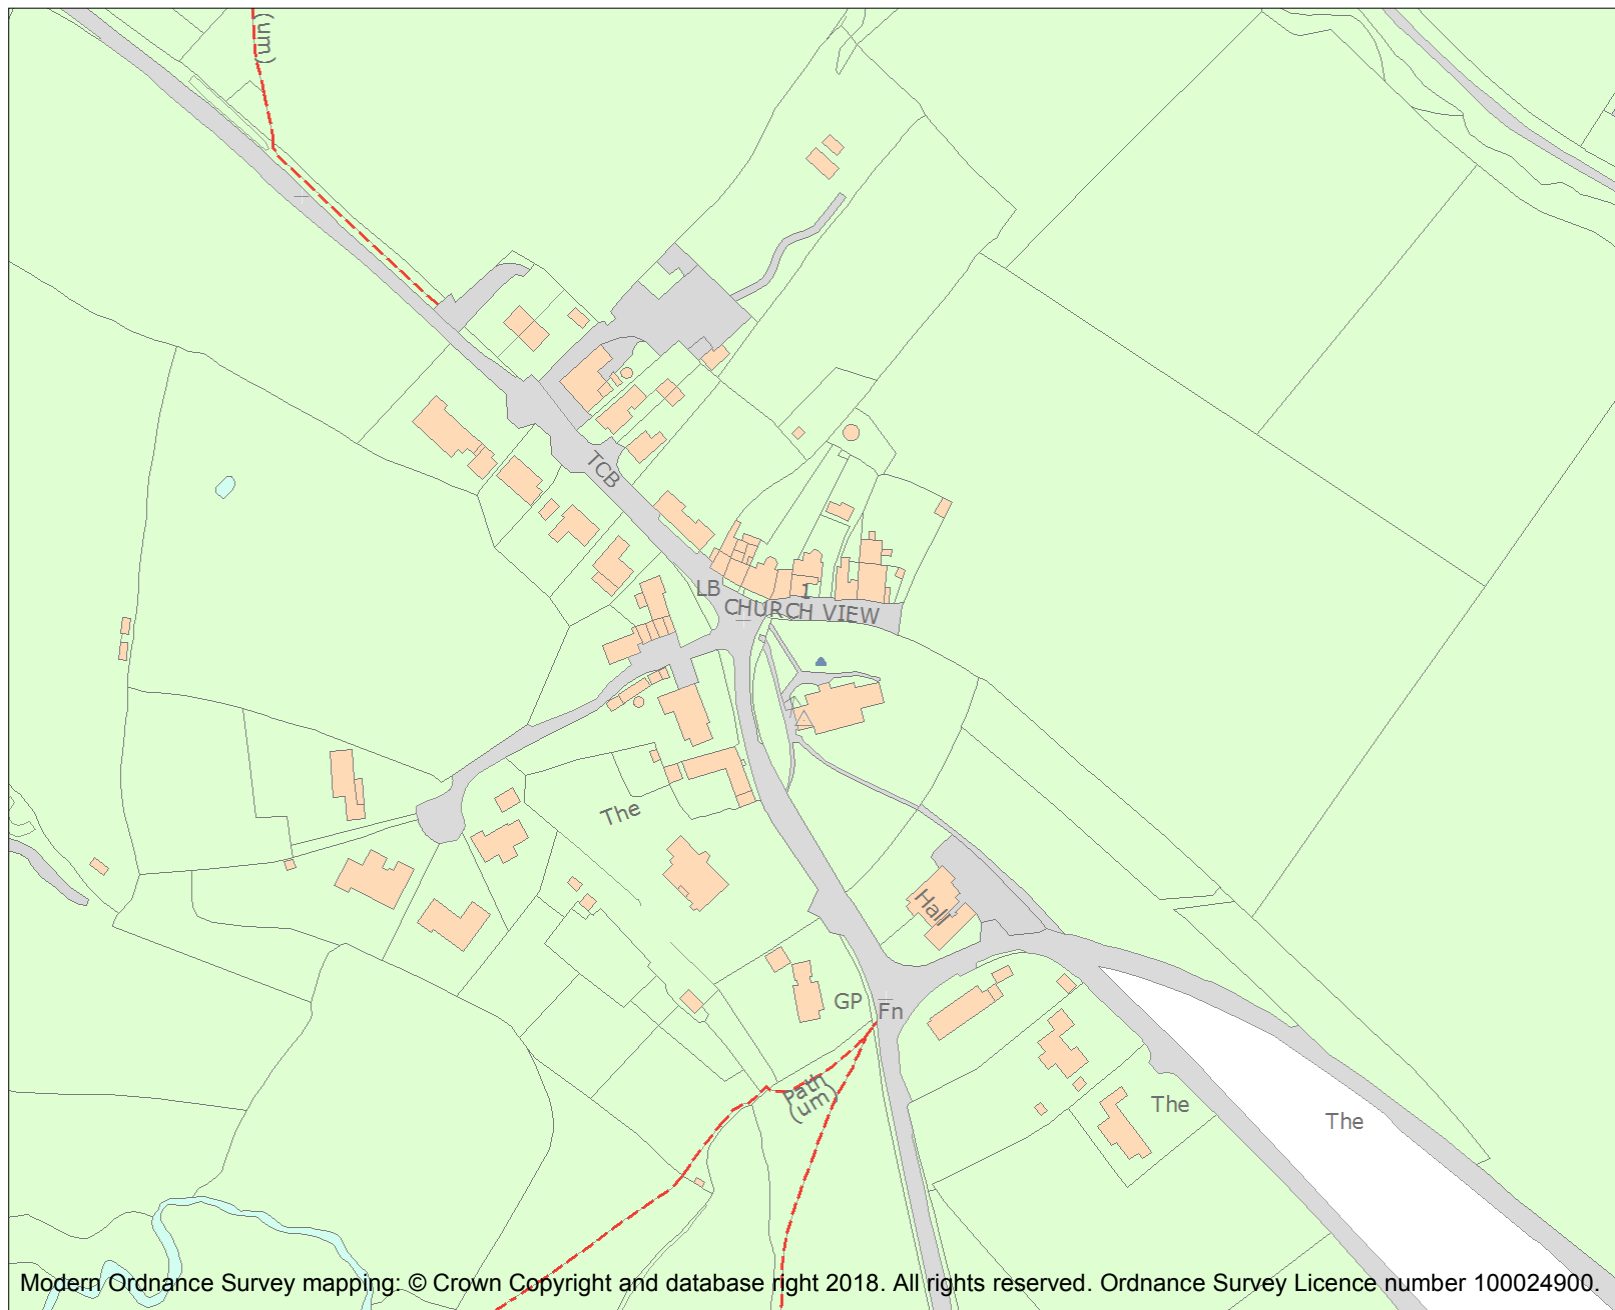 (um)
TCB
LB
1
CHURCH VIEW
The
Hall
GP
Fn
Path
(um)
The
The
Modern Ordnance Survey mapping: © Crown Copyright and database right 2018. All rights reserved. Ordnance Survey Licence number 100024900.